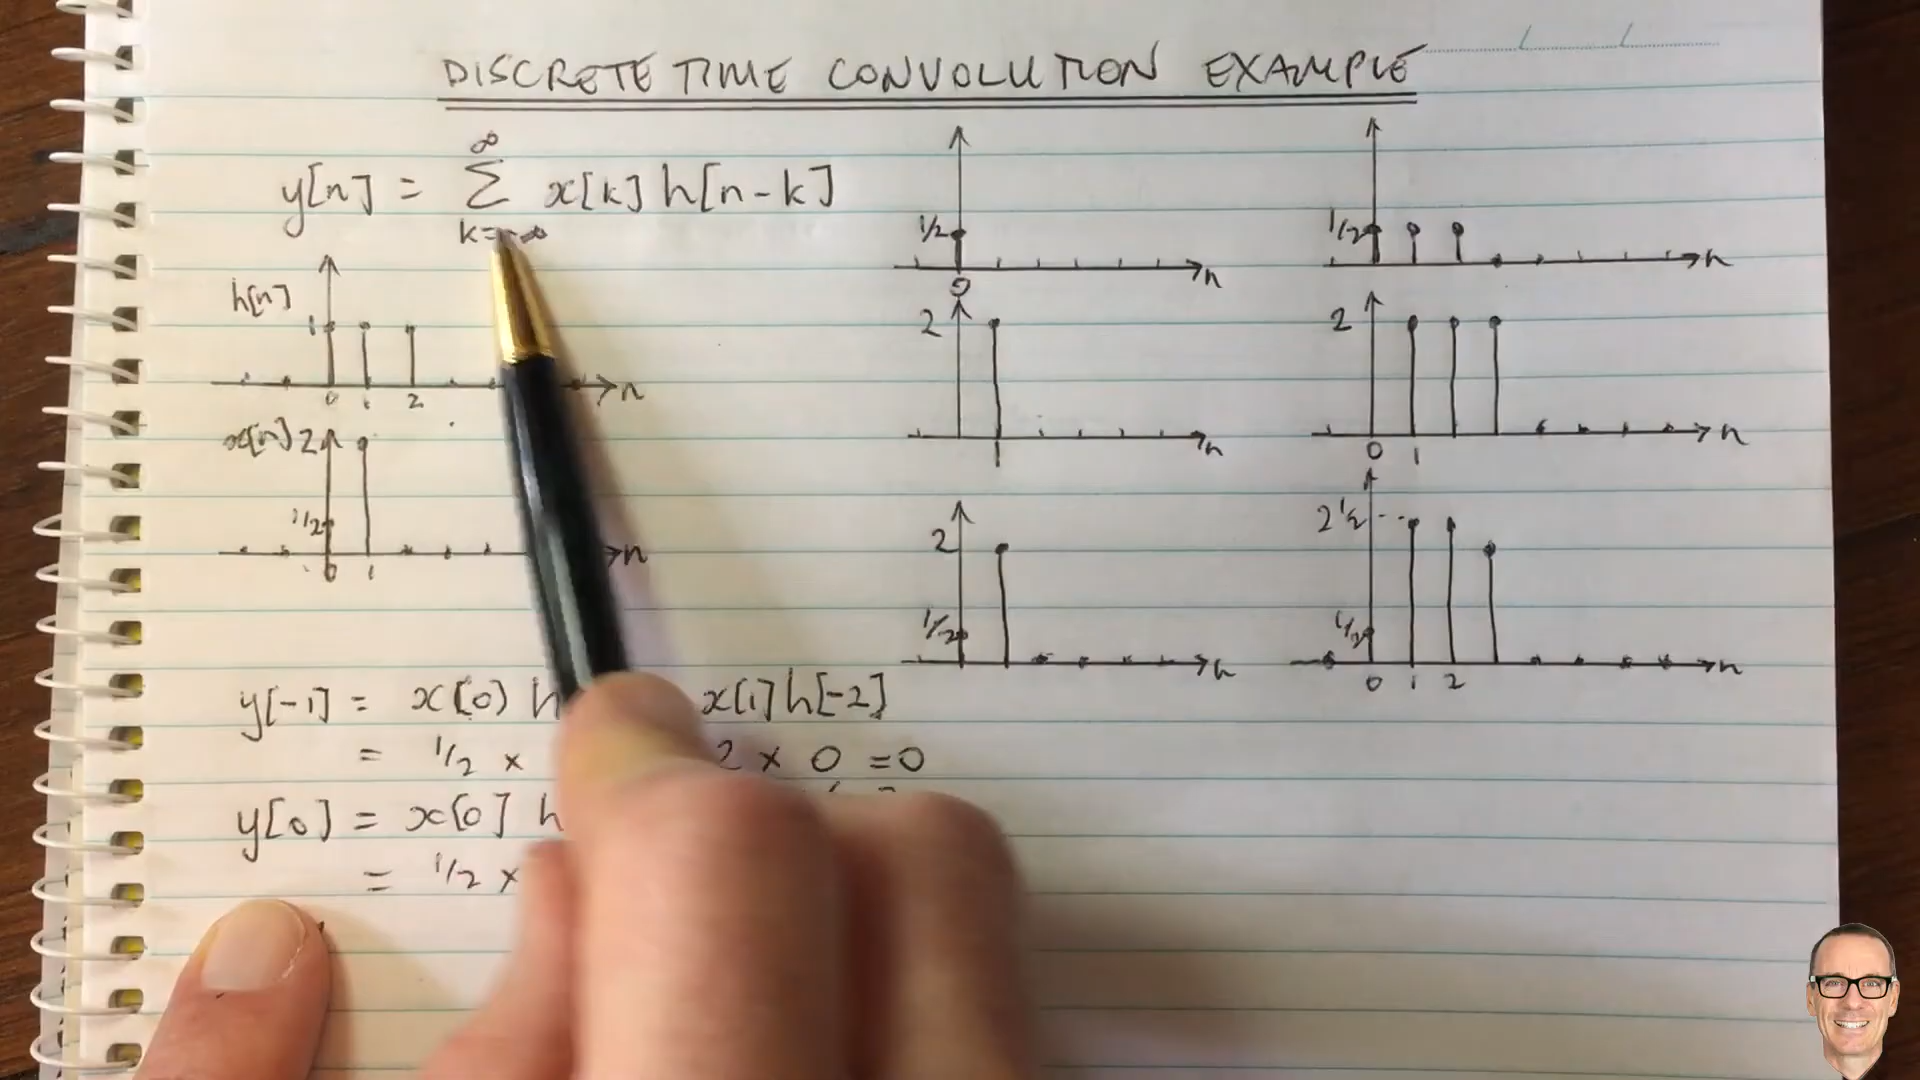 DISCRETE TIME CONVOLUTION EXAMPLE
∞
y[n] = Σ x[k] h[n-k]
k=-∞
h[n]
1
0 1 2
n
x[n] 2
1/2
0 1
n
1/2
0
n
2
1
n
2
1/2
n
1/2
n
2
0 1
n
2 1/2
1/2
0 1 2
n
y[-1] = x[0] h x[1] h[-2]
= 1/2 × 2 × 0 = 0
y[0] = x[0] h
= 1/2 ×